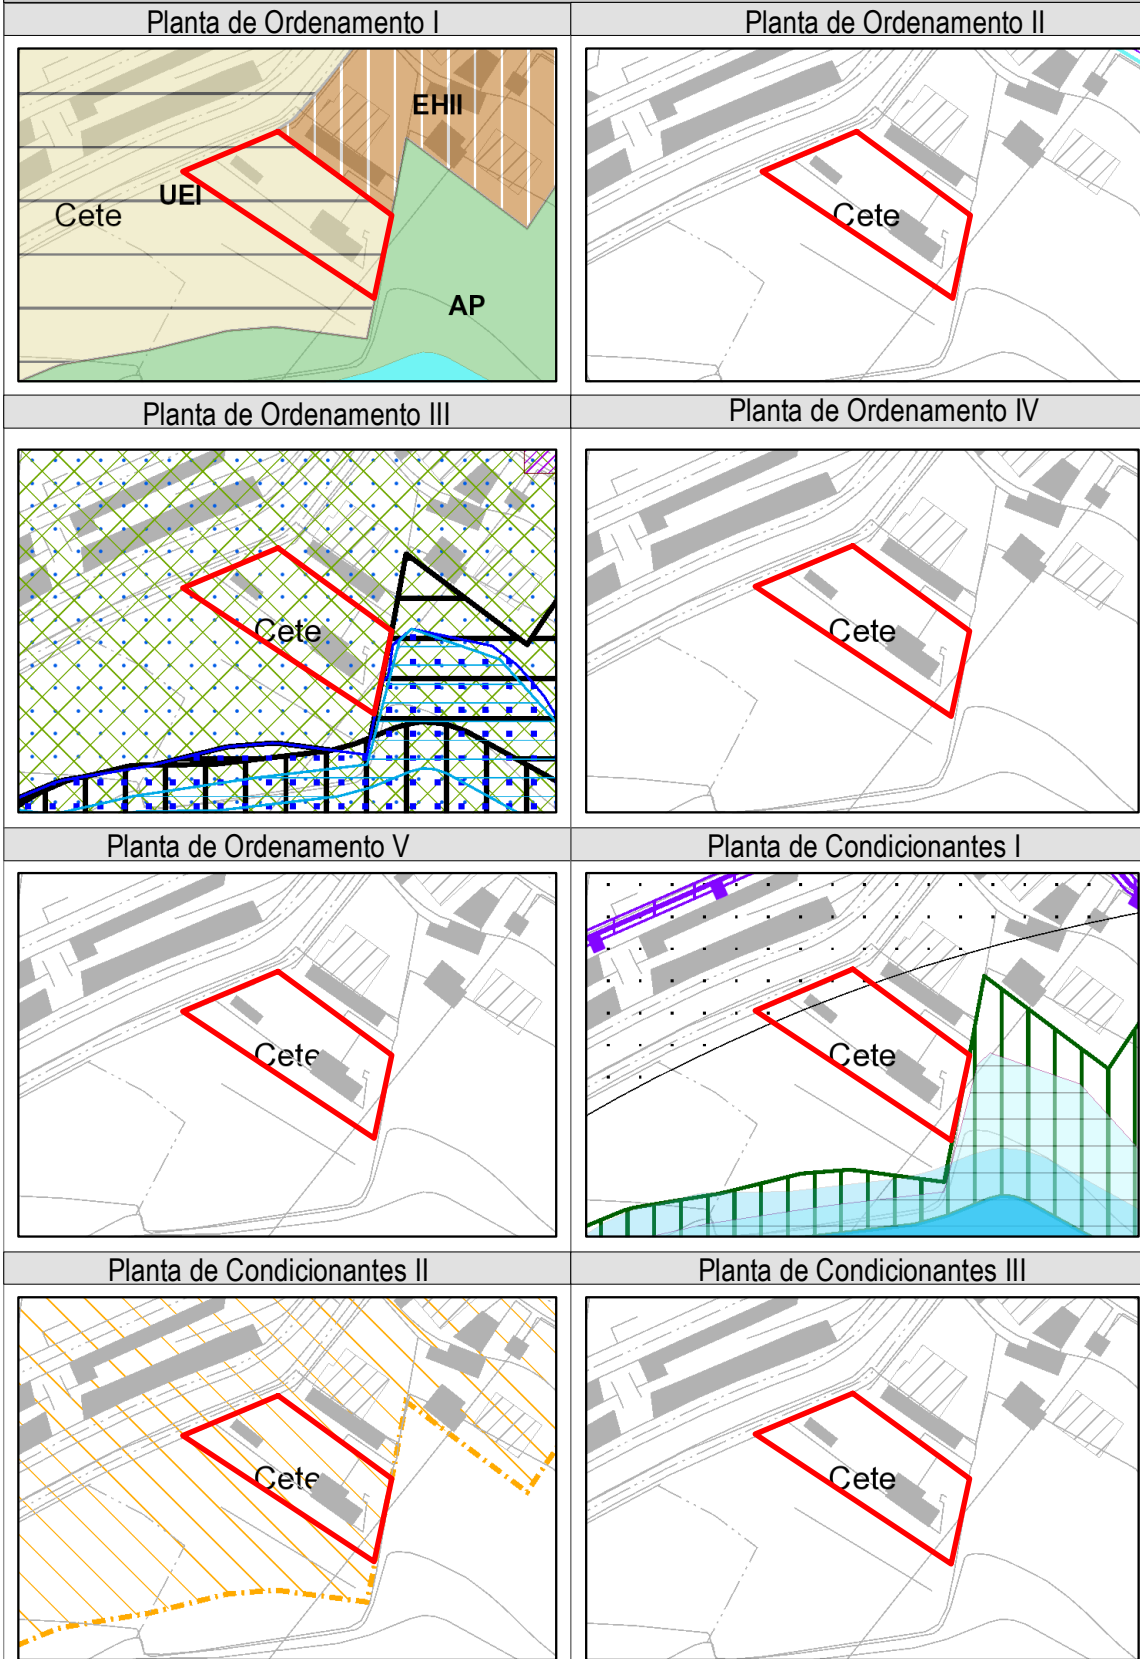 Planta de Ordenamento I
Planta de Ordenamento II
EHII
UEI
Cete
AP
Cete
Planta de Ordenamento III
Planta de Ordenamento IV
Cete
Cete
Planta de Ordenamento V
Planta de Condicionantes I
Cete
Cete
Planta de Condicionantes II
Planta de Condicionantes III
Cete
Cete